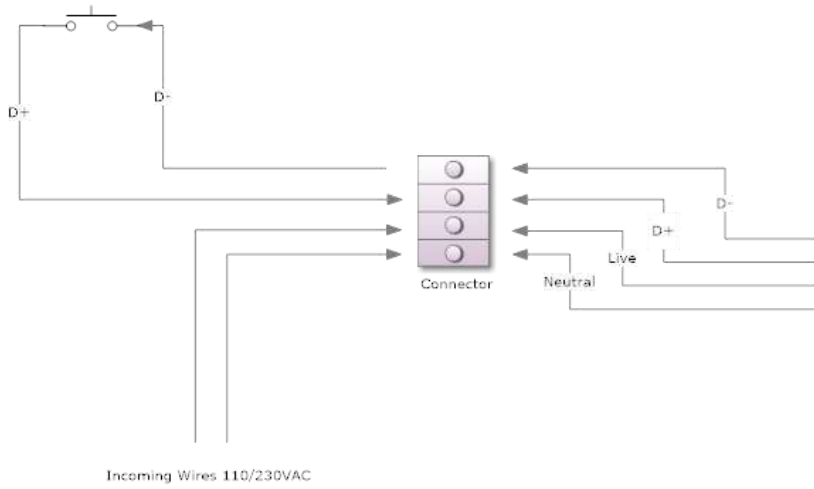 D+
D-
D-
D+
Live
Neutral
Connector
Incoming Wires 110/230VAC